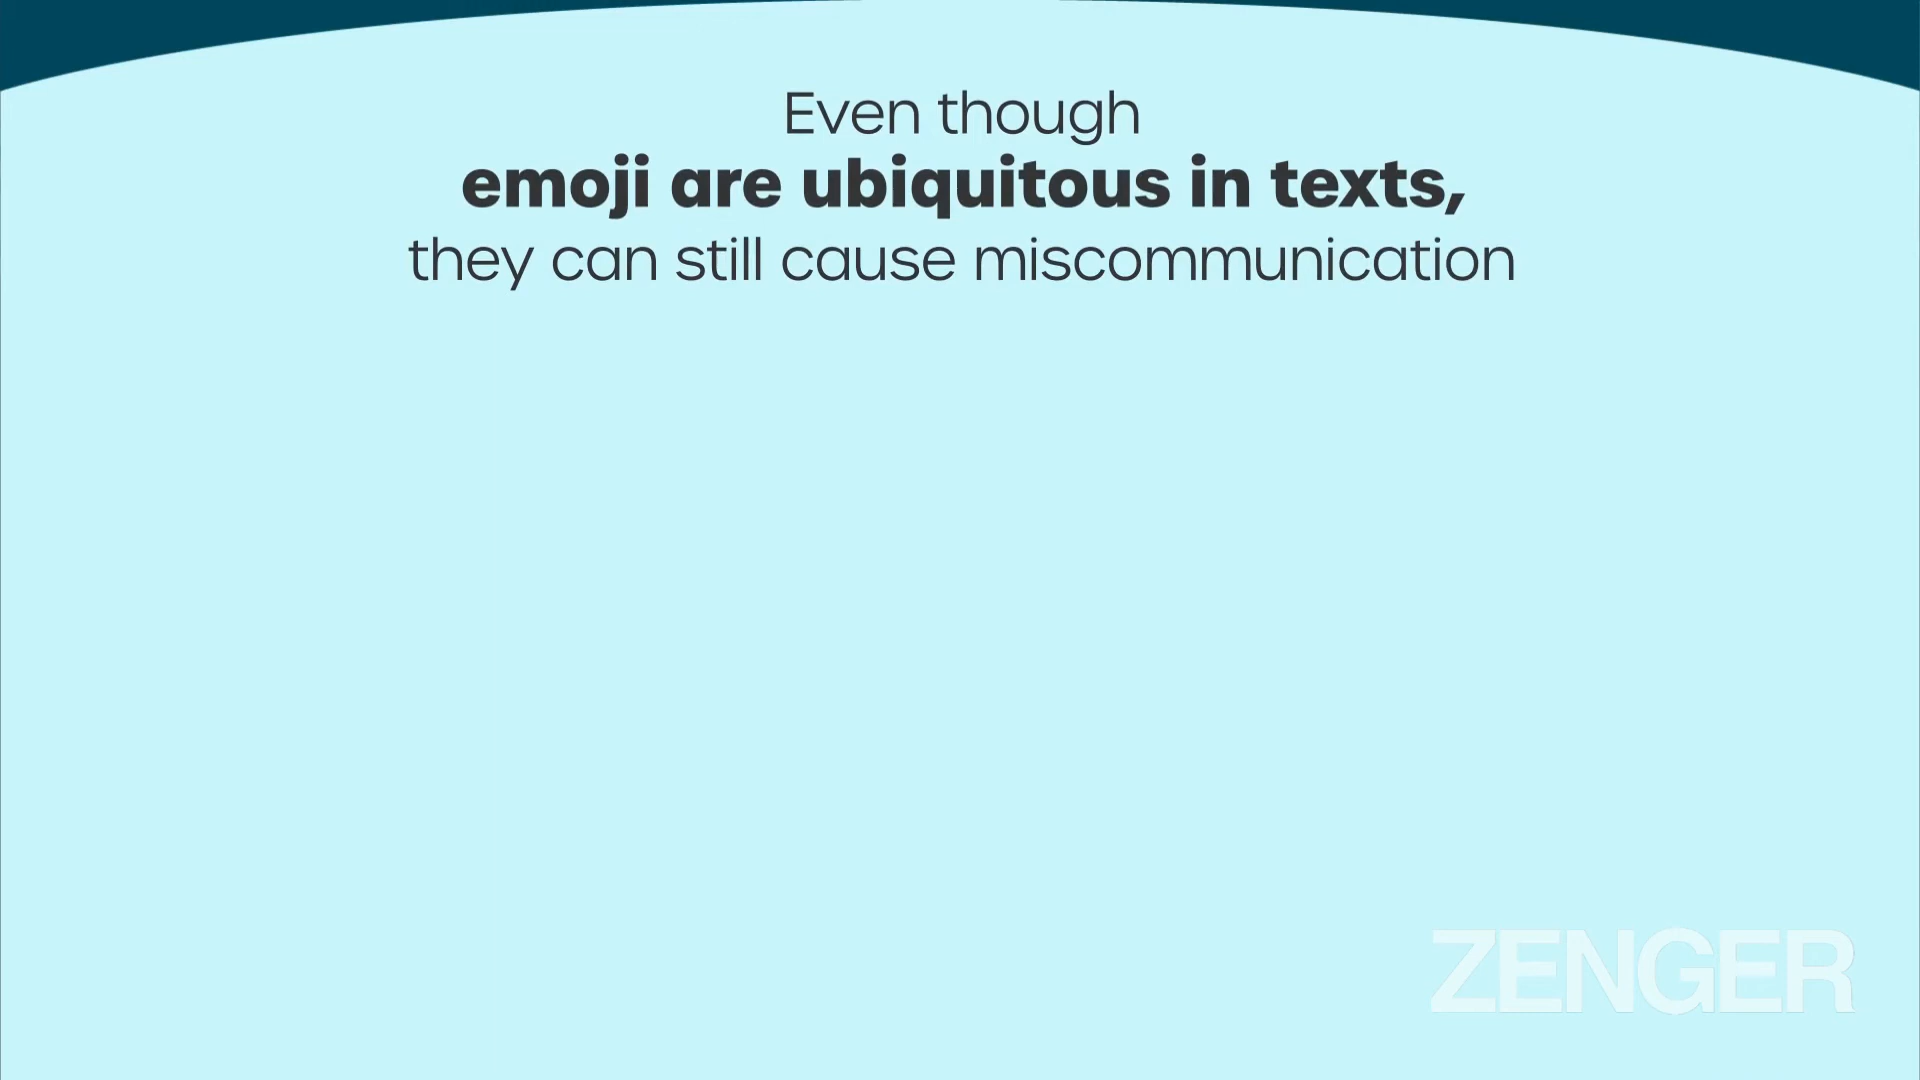 Even though
emoji are ubiquitous in texts,
they can still cause miscommunication
ZENGER